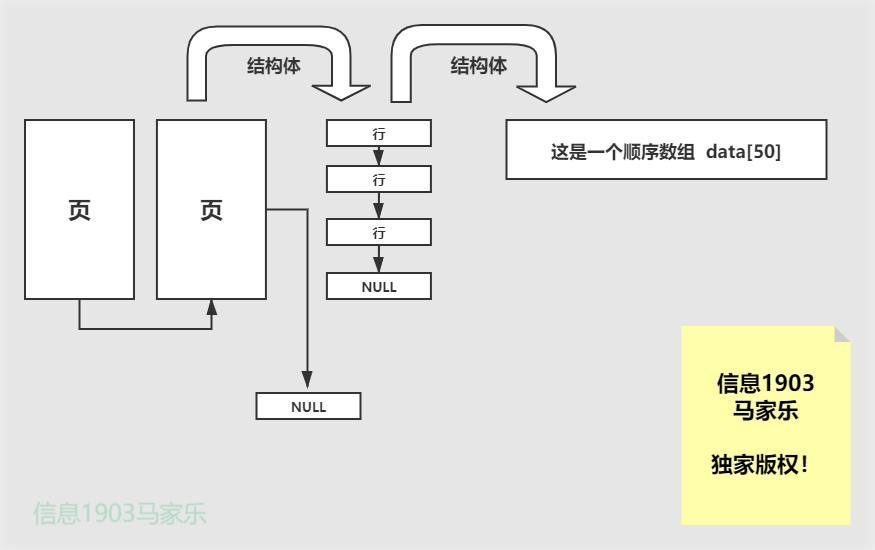 结构体
结构体
页
页
行
行
行
NULL
这是一个顺序数组 data[50]
NULL
信息1903
马家乐
独家版权！
信息1903马家乐